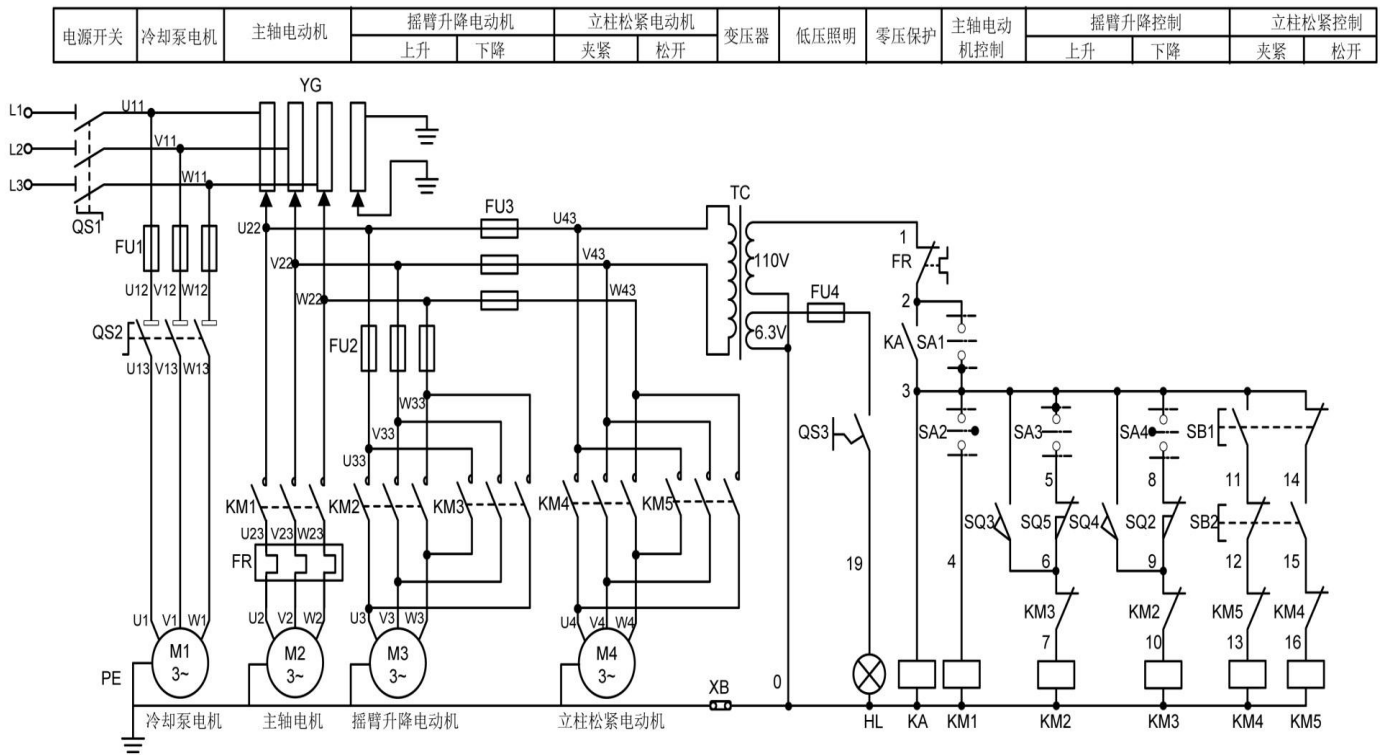 电源开关 冷却泵电机 主轴电动机 摇臂升降电动机 立柱松紧电动机 变压器 低压照明 零压保护 主轴电动机控制 摇臂升降控制 立柱松紧控制
上升 下降 夹紧 松开 上升 下降 夹紧 松开
YG
L1 U11
L2 V11
L3 W11
QS1
TC
FU3 U43
U22
FU1
V22 V43
110V
1
FR
U12 V12 W12
W22 W43
FU4
2
QS2
FU2
6.3V
KA SA1
U13 V13 W13
3
W33
V33
U33
QS3
SA2 SA3 SA4 SB1
5 8 11 14
KM1 KM2 KM3 KM4 KM5
U23 V23 W23
SQ3 SQ5 SQ4 SQ2 SB2
FR
19 4 6 9 12 15
KM3 KM2 KM5 KM4
U1 V1 W1 U2 V2 W2 U3 V3 W3 U4 V4 W4
7 10 13 16
M1 3~
M2 3~
M3 3~
M4 3~
PE
XB
0
冷却泵电机 主轴电机 摇臂升降电动机 立柱松紧电动机
HL KA KM1 KM2 KM3 KM4 KM5